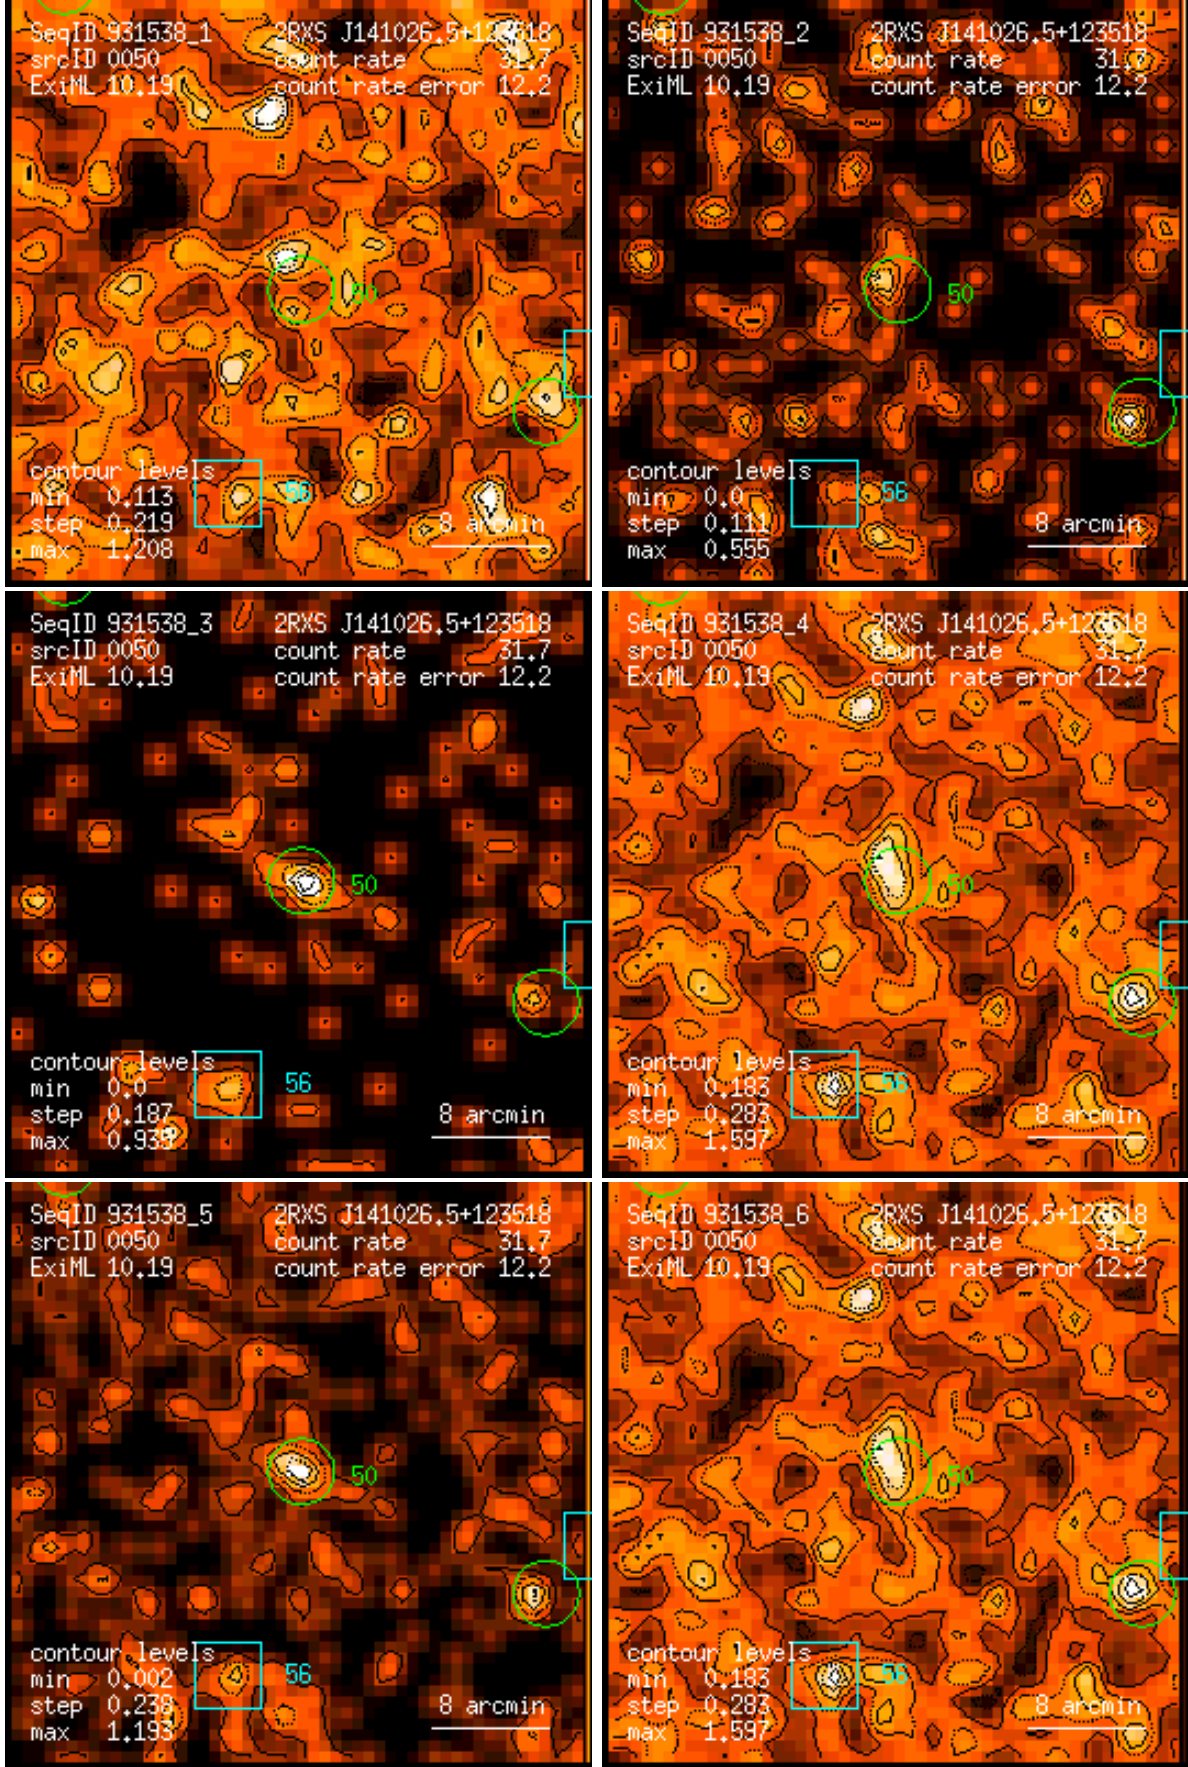 SeqID 931538_1 2RXS J141026.5+123518
srcID 0050 count rate 31.7
ExiML 10.19 count rate error 12.2
50
contour levels
min 0.113
56
step 0.219
8 arcmin
max 1.208
SeqID 931538_2 2RXS J141026.5+123518
srcID 0050 count rate 31.7
ExiML 10.19 count rate error 12.2
50
contour levels
min 0.0
56
step 0.111
8 arcmin
max 0.555
SeqID 931538_3 2RXS J141026.5+123518
srcID 0050 count rate 31.7
ExiML 10.19 count rate error 12.2
50
contour levels
min 0.0
56
step 0.187
8 arcmin
max 0.935
SeqID 931538_4 2RXS J141026.5+123518
srcID 0050 count rate 31.7
ExiML 10.19 count rate error 12.2
50
contour levels
min 0.183
56
step 0.283
8 arcmin
max 1.597
SeqID 931538_5 2RXS J141026.5+123518
srcID 0050 count rate 31.7
ExiML 10.19 count rate error 12.2
50
contour levels
min 0.002
56
step 0.238
8 arcmin
max 1.193
SeqID 931538_6 2RXS J141026.5+123518
srcID 0050 count rate 31.7
ExiML 10.19 count rate error 12.2
50
contour levels
min 0.183
56
step 0.283
8 arcmin
max 1.597